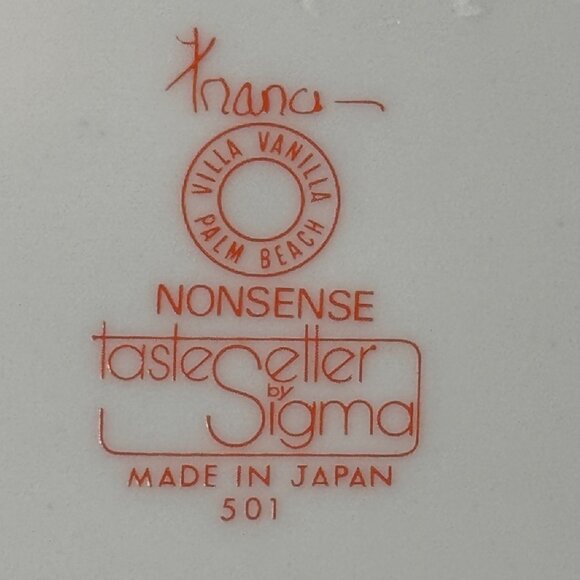 VILLA VANILLA
PALM BEACH
NONSENSE
tasteSetter
by
Sigma
MADE IN JAPAN
501